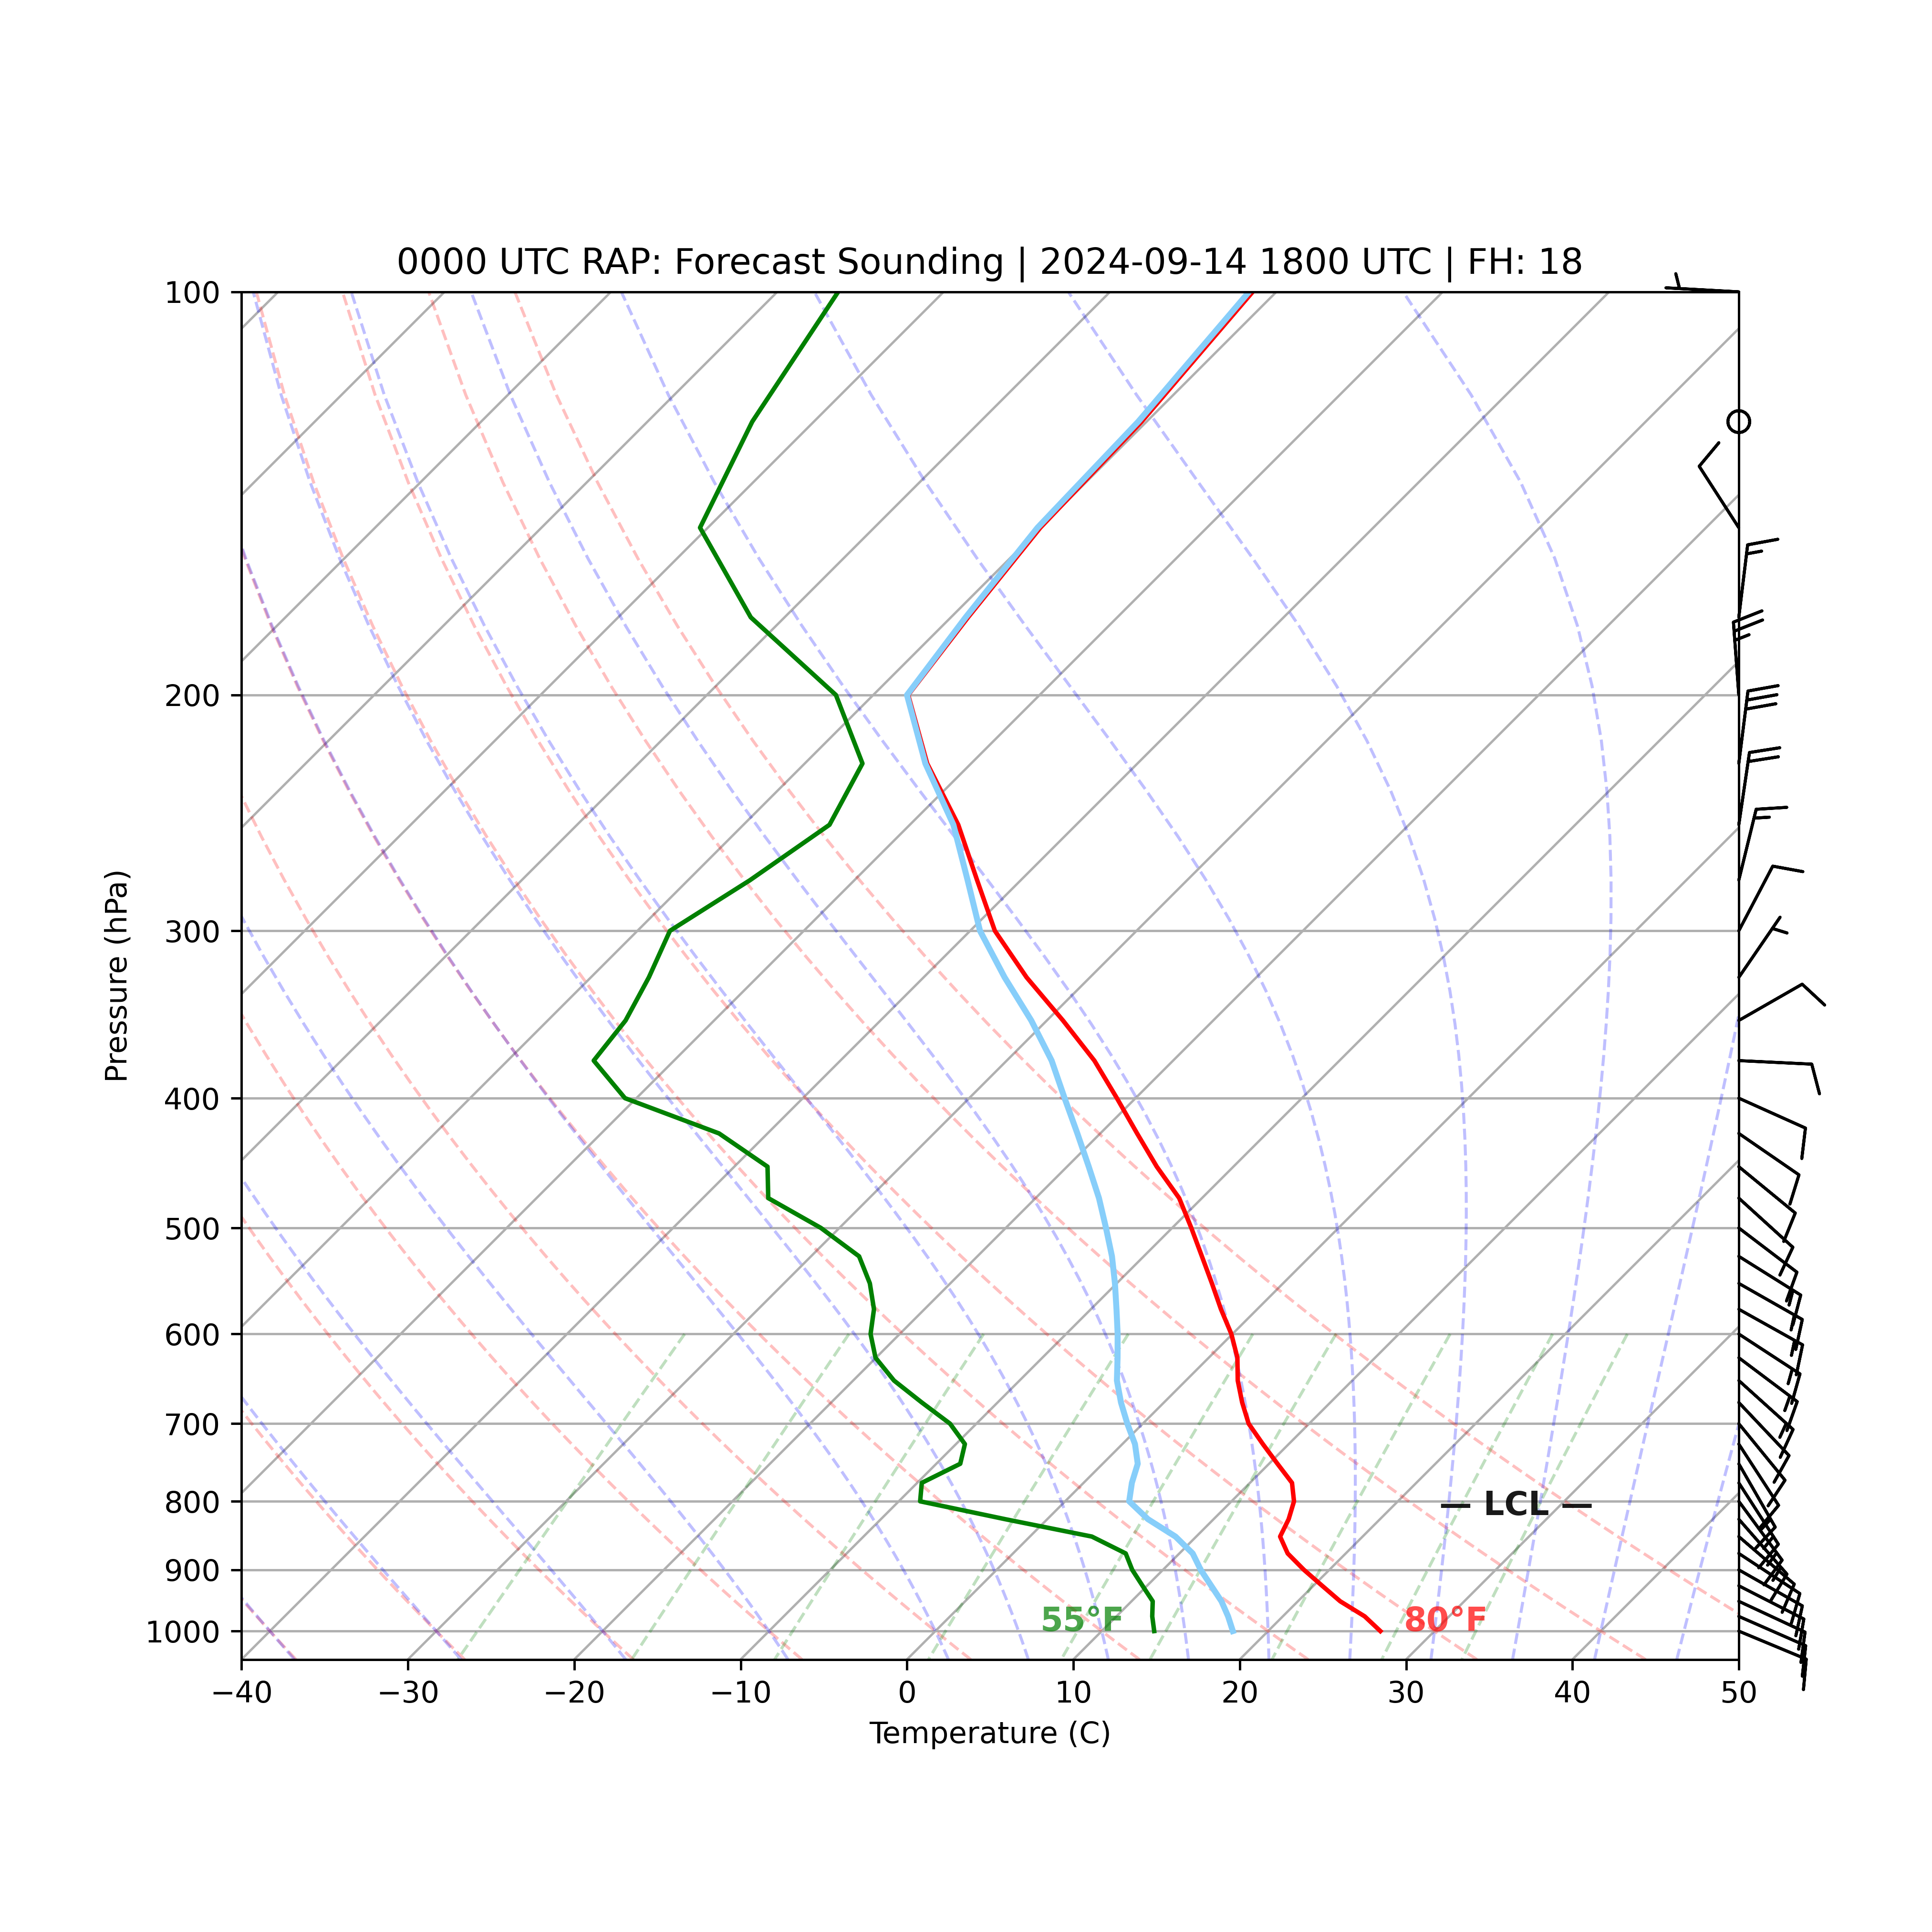 0000 UTC RAP: Forecast Sounding | 2024-09-14 1800 UTC | FH: 18
100
200
300
400
500
600
700
800
900
1000
Pressure (hPa)
— LCL —
55°F
80°F
−40 −30 −20 −10 0 10 20 30 40 50
Temperature (C)